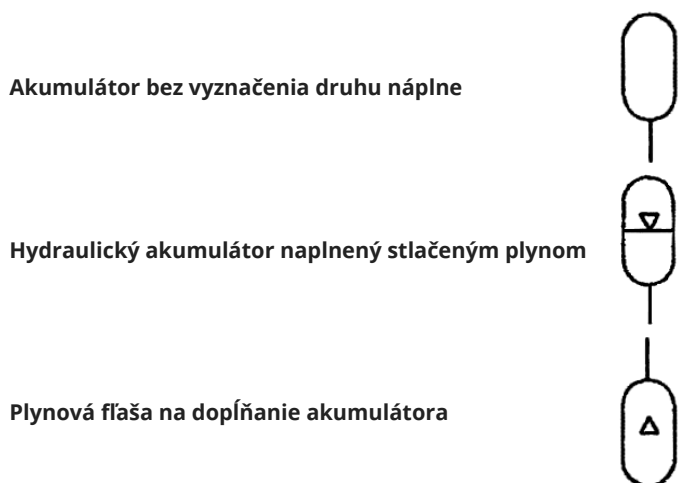 Akumulátor bez vyznačenia druhu náplne
Hydraulický akumulátor naplnený stlačeným plynom
Plynová fľaša na dopĺňanie akumulátora